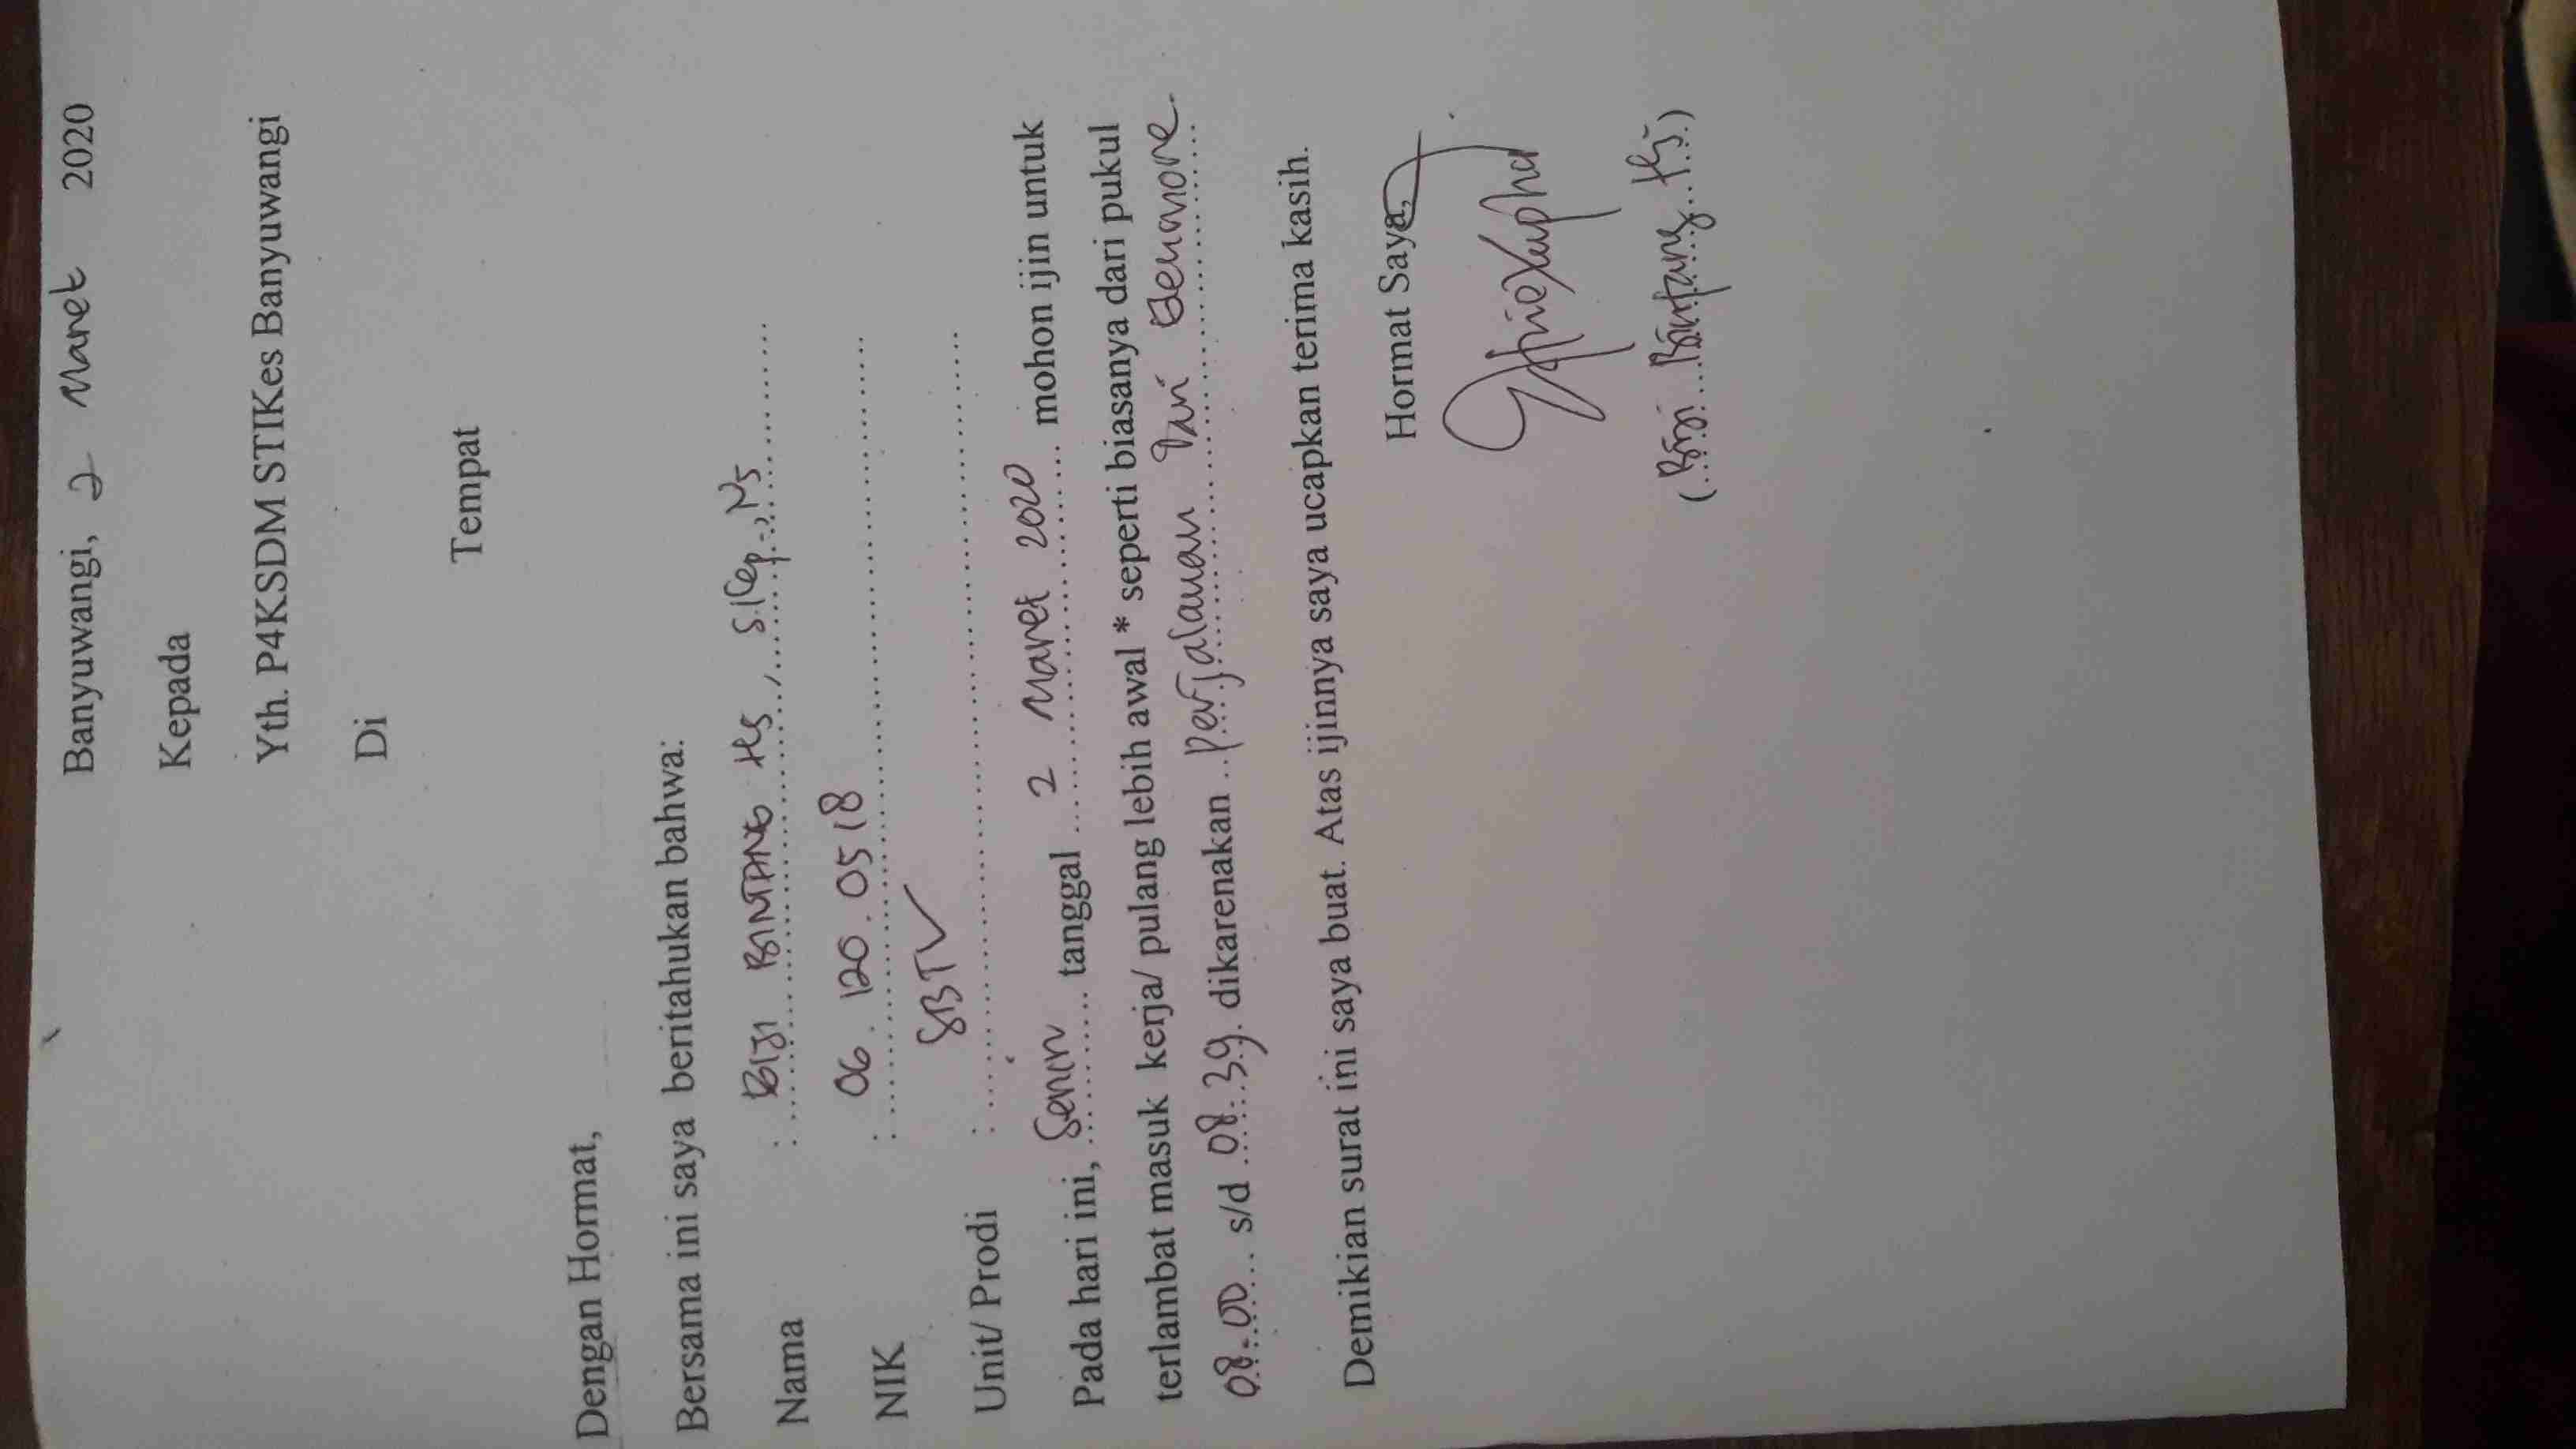 Banyuwangi, 2 Maret 2020
Kepada
Yth. P4KSDM STIKes Banyuwangi
Di
Tempat
Dengan Hormat,
Bersama ini saya beritahukan bahwa:
Nama : BIJI BINTANG HS, S.Kep., Ns
NIK : 06.120.0518
Unit/ Prodi : SBTV
Pada hari ini, Senin tanggal 2 Maret 2020 mohon ijin untuk
terlambat masuk kerja/ pulang lebih awal * seperti biasanya dari pukul
08.00 s/d 08.39. dikarenakan perjalanan dari
Demikian surat ini saya buat. Atas ijinnya saya ucapkan terima kasih.
Hormat Saya,
(Biji Bintang Hs.)